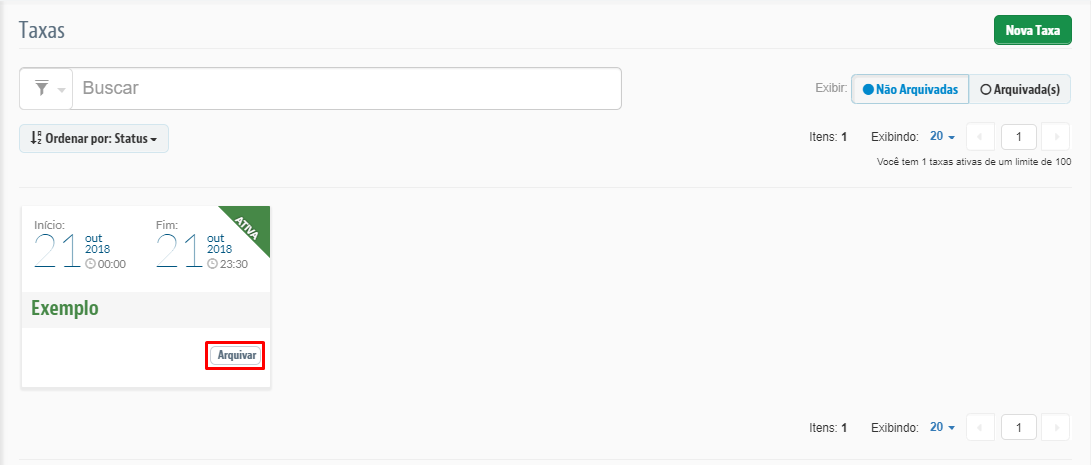 Taxas
Nova Taxa
Buscar
Exibir: Não Arquivadas Arquivada(s)
Ordenar por: Status
Itens: 1 Exibindo: 20 1
Você tem 1 taxas ativas de um limite de 100
Início: Fim: ATIVA
21 out 2018 00:00 21 out 2018 23:30
Exemplo
Arquivar
Itens: 1 Exibindo: 20 1